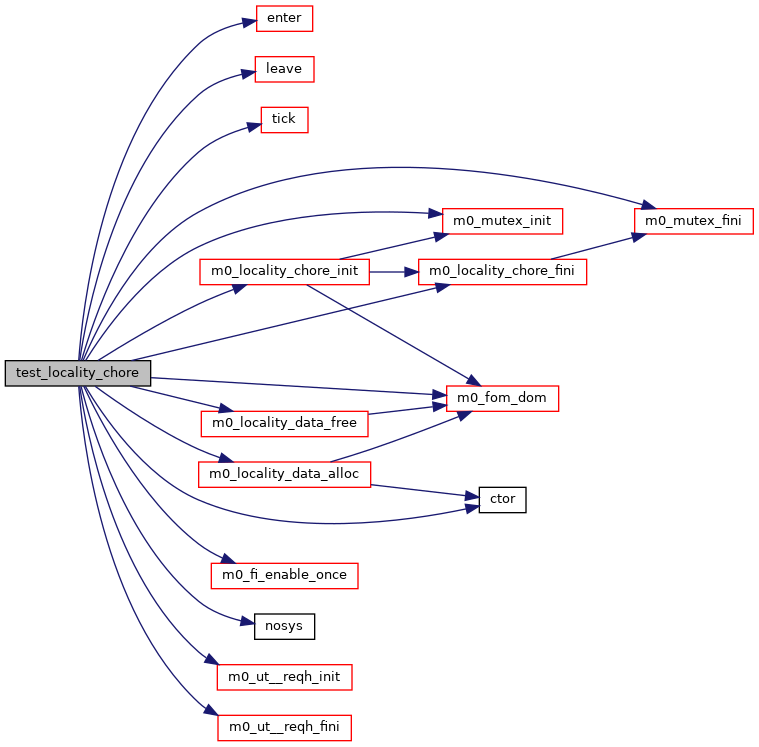 enter
leave
tick
m0_mutex_init
m0_mutex_fini
m0_locality_chore_init
m0_locality_chore_fini
test_locality_chore
m0_fom_dom
m0_locality_data_free
m0_locality_data_alloc
ctor
m0_fi_enable_once
nosys
m0_ut__reqh_init
m0_ut__reqh_fini